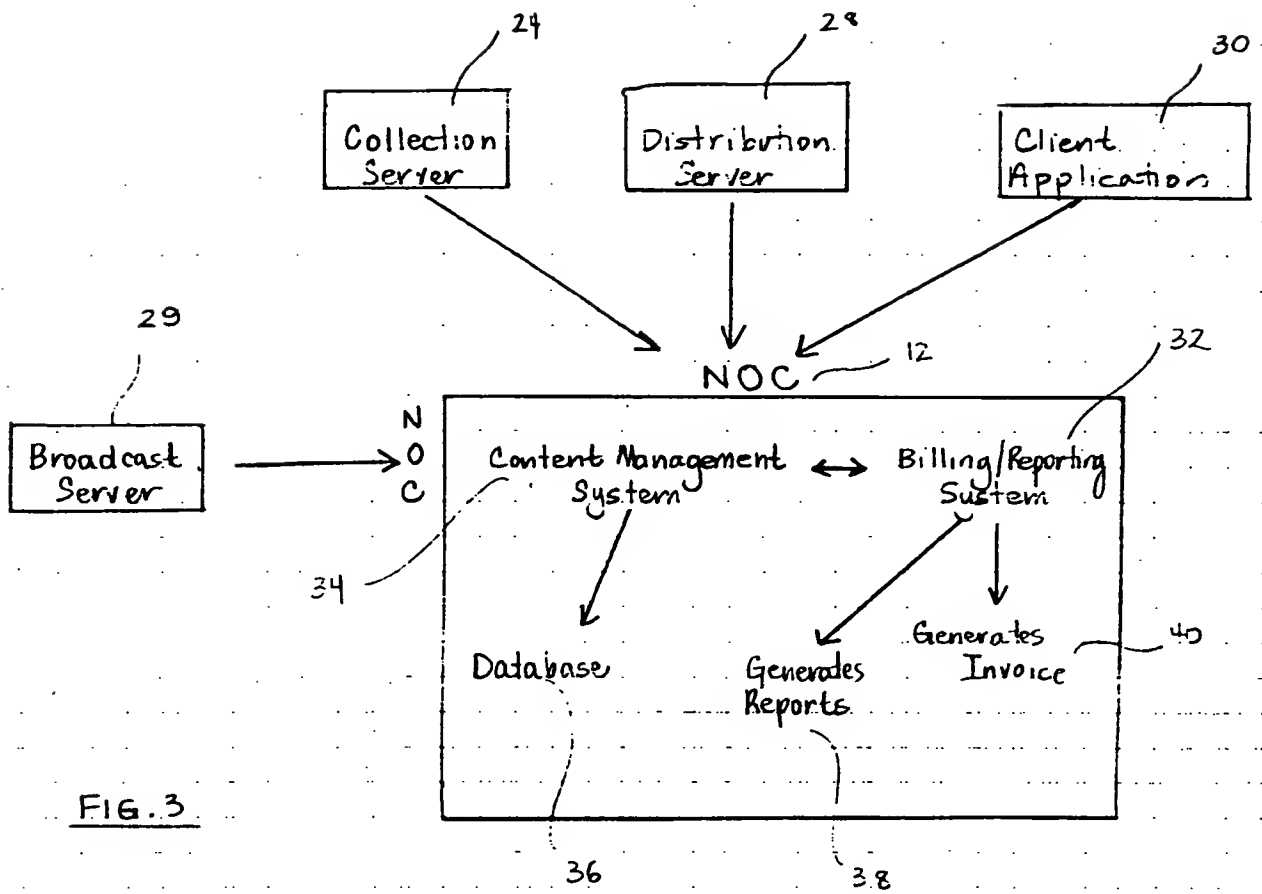 24
28
30
Collection
Server
Distribution
Server
Client
Application
29
NOC
12
32
Broadcast
Server
N
O
C
Content Management
System
Billing/Reporting
System
34
Database
Generates
Reports
Generates
Invoice
40
FIG. 3
36
38